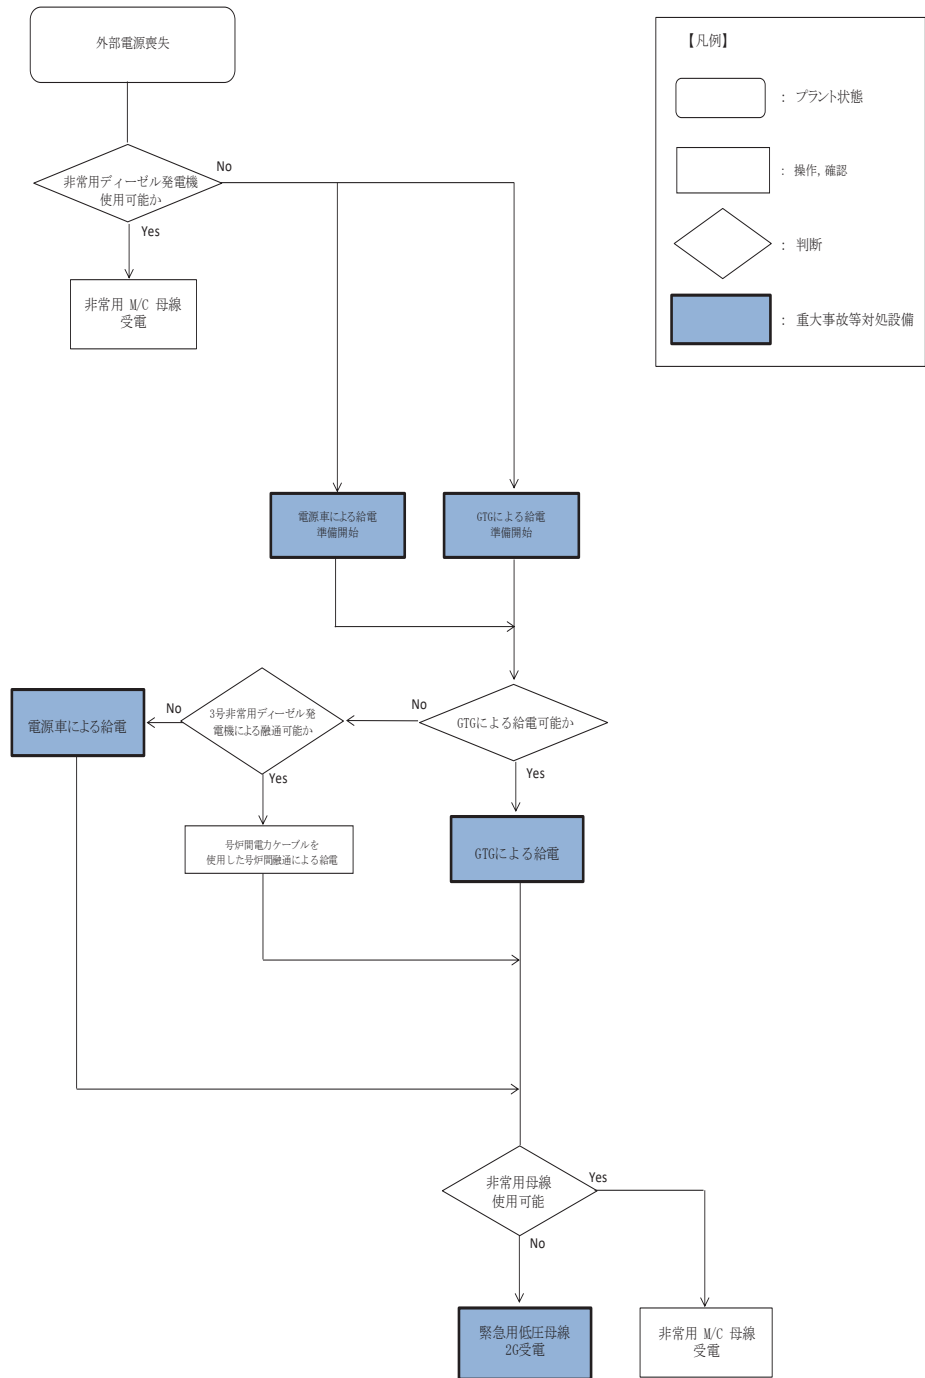 外部電源喪失
【凡例】
: プラント状態
: 操作, 確認
: 判断
: 重大事故等対処設備
非常用ディーゼル発電機
使用可能か
No
Yes
非常用 M/C 母線
受電
電源車による給電
準備開始
GTGによる給電
準備開始
GTGによる給電可能か
No
Yes
3号非常用ディーゼル発
電機による融通可能か
No
Yes
電源車による給電
号炉間電力ケーブルを
使用した号炉間融通による給電
GTGによる給電
非常用母線
使用可能
Yes
No
緊急用低圧母線
2G受電
非常用 M/C 母線
受電